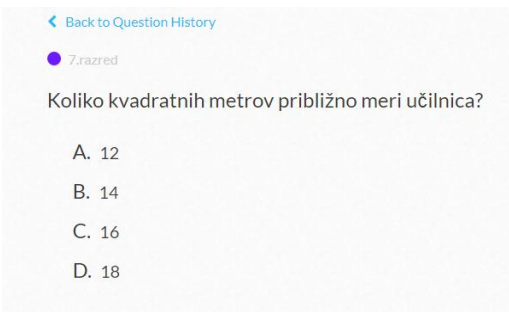 Back to Question History
7.razred
Koliko kvadratnih metrov približno meri učilnica?
A. 12
B. 14
C. 16
D. 18